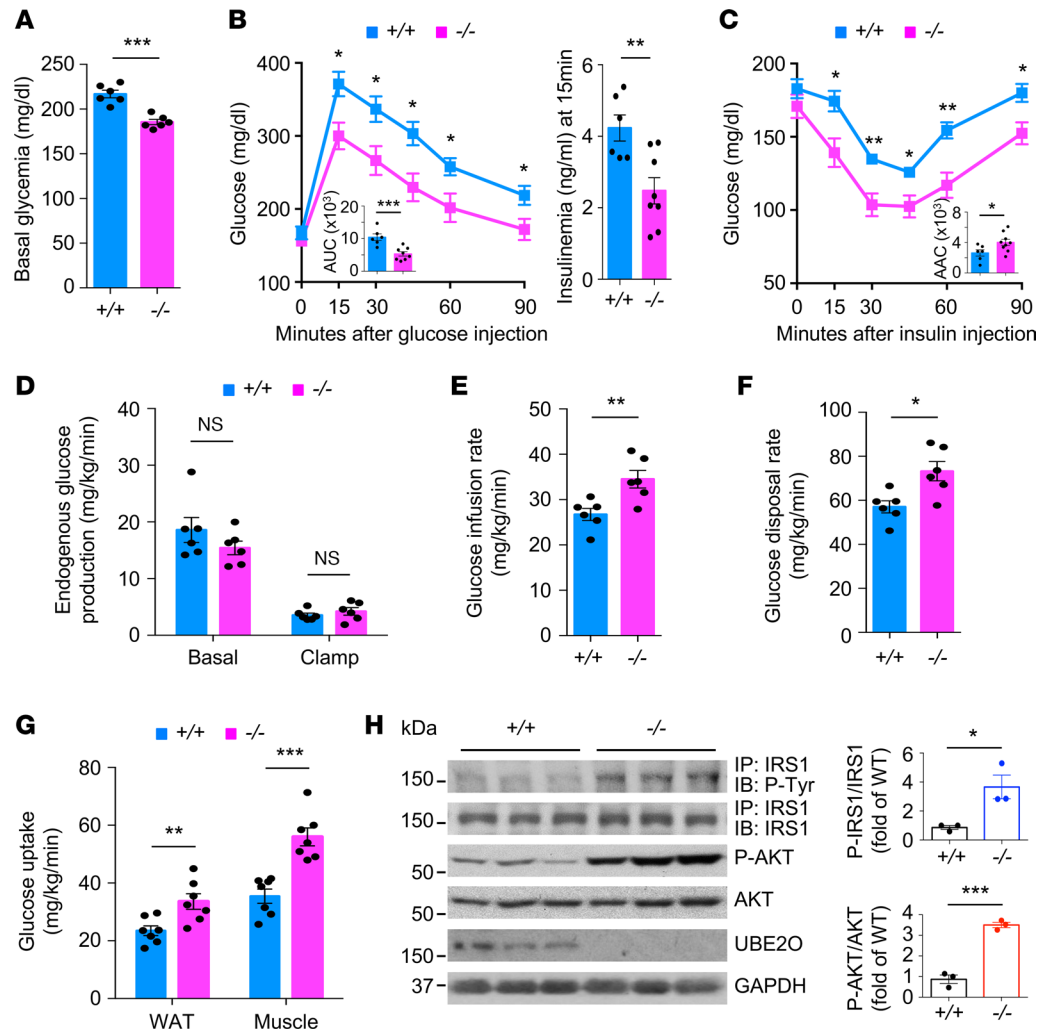 A
***
Basal glycemia (mg/dl)
250
200
150
100
50
0
+/+
-/-
B
+/+
-/-
Glucose (mg/dl)
400
300
200
100
*
*
*
*
*
AUC (x10³)
20
10
0
***
0
15
30
45
60
90
Minutes after glucose injection
Insulinemia (ng/ml) at 15min
**
6
4
2
0
+/+
-/-
C
+/+
-/-
Glucose (mg/dl)
200
150
100
50
*
**
*
**
*
AAC (x10³)
8
4
0
*
0
15
30
45
60
90
Minutes after insulin injection
D
+/+
-/-
Endogenous glucose
production (mg/kg/min)
40
30
20
10
0
NS
NS
Basal
Clamp
E
**
Glucose infusion rate
(mg/kg/min)
50
40
30
20
10
0
+/+
-/-
F
*
Glucose disposal rate
(mg/kg/min)
100
80
60
40
20
0
+/+
-/-
G
+/+
-/-
Glucose uptake
(mg/kg/min)
80
60
40
20
0
**
***
WAT
Muscle
H
kDa
+/+
-/-
150
IP: IRS1
IB: P-Tyr
150
IP: IRS1
IB: IRS1
50
P-AKT
50
AKT
150
UBE2O
37
GAPDH
P-IRS1/IRS1
(fold of WT)
6
4
2
0
*
+/+
-/-
P-AKT/AKT
(fold of WT)
4
3
2
1
0
***
+/+
-/-